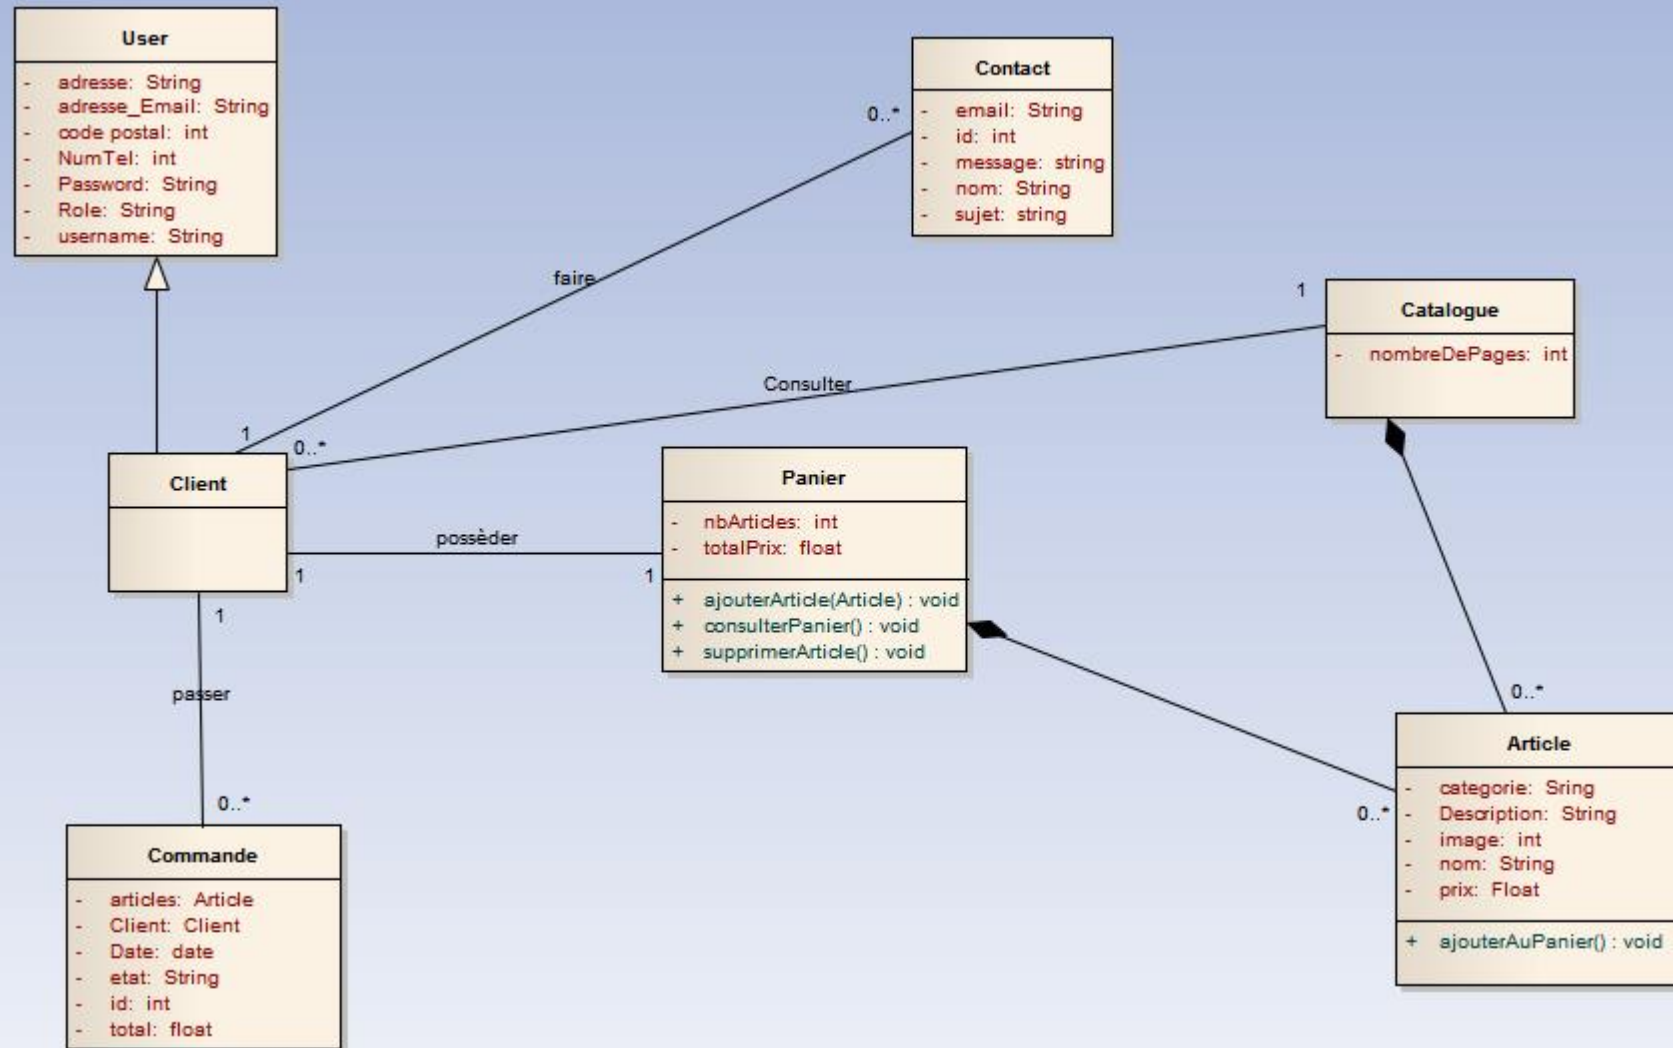 User
- adresse: String
- adresse_Email: String
- code postal: int
- NumTel: int
- Password: String
- Role: String
- username: String
Contact
- email: String
- id: int
- message: string
- nom: String
- sujet: string
0..*
faire
1
Catalogue
- nombreDePages: int
1
Consulter
0..*
Client
possèder
1
1
Panier
- nbArticles: int
- totalPrix: float
+ ajouterArticle(Article) : void
+ consulterPanier() : void
+ supprimerArticle() : void
1
passer
0..*
0..*
0..*
Article
- categorie: Sring
- Description: String
- image: int
- nom: String
- prix: Float
+ ajouterAuPanier() : void
Commande
- articles: Article
- Client: Client
- Date: date
- etat: String
- id: int
- total: float